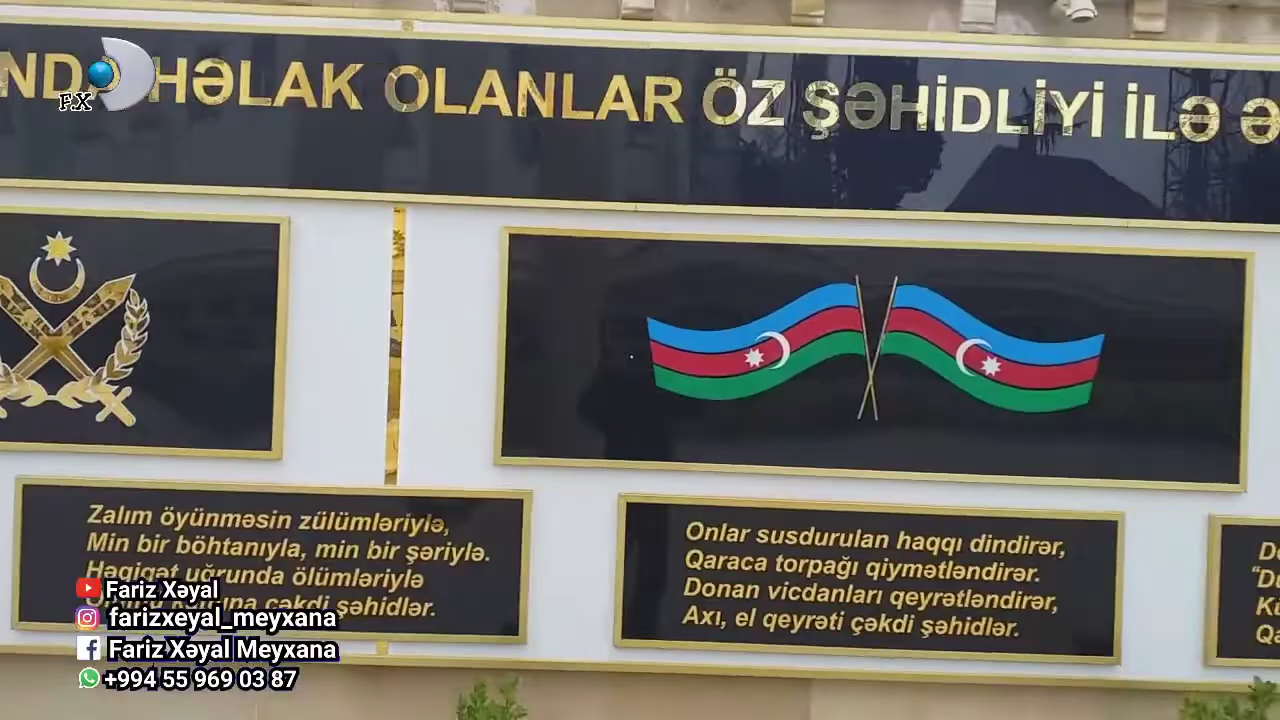 HƏLAK OLANLAR ÖZ ŞƏHİDLİYİ İLƏ
FX
Zalım öyünməsin zülümləriylə,
Min bir böhtanıyla, min bir şəriylə.
Həqiqət uğrunda ölümləriylə
çəkdi şəhidlər.
Onlar susdurulan haqqı dindirər,
Qaraca torpağı qiymətləndirər.
Donan vicdanları qeyrətləndirər,
Axı, el qeyrəti çəkdi şəhidlər.
Fariz Xəyal
farizxeyal_meyxana
Fariz Xəyal Meyxana
+994 55 969 03 87